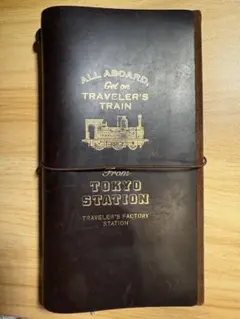 ALL ABOARD,
Get on
TRAVELER'S
TRAIN
From
TOKYO
STATION
TRAVELER'S FACTORY
STATION